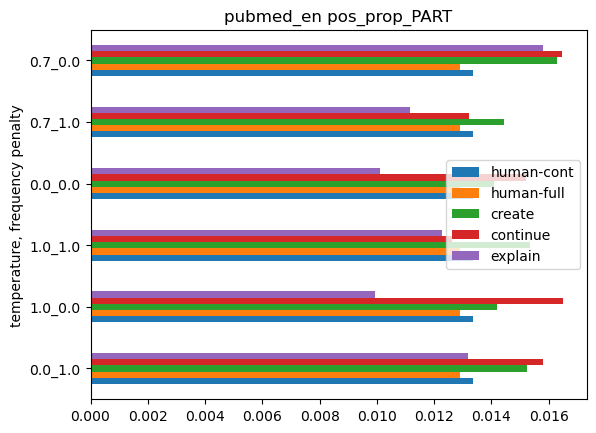 pubmed_en pos_prop_PART
temperature, frequency penalty
0.7_0.0
0.7_1.0
0.0_0.0
1.0_1.0
1.0_0.0
0.0_1.0
human-cont
human-full
create
continue
explain
0.000 0.002 0.004 0.006 0.008 0.010 0.012 0.014 0.016